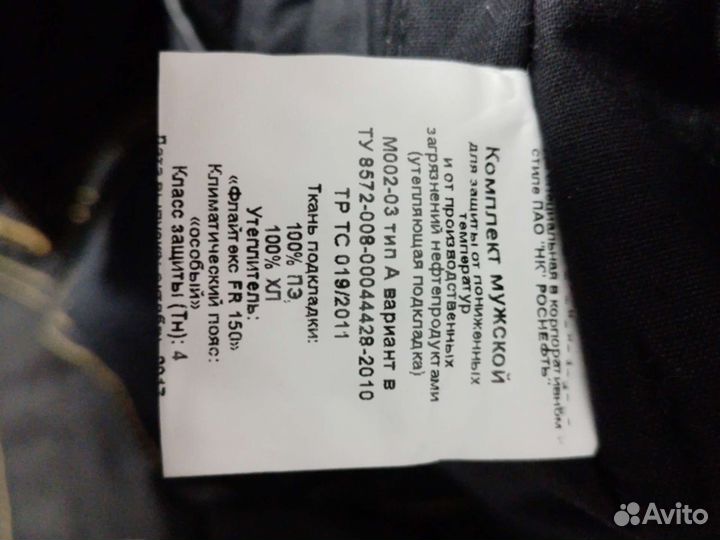 стиле ПАО "НК" РОСНЕФТЬ"
Комплект мужской
для защиты от пониженных
температур
и от производственных
загрязнений нефтепродуктами
(утепляющая подкладка)
М002-03 тип А вариант в
ТУ 8572-008-00044428-2010
ТР ТС 019/2011
Ткань подкладки:
100% ПЭ
100% ХЛ
Утеплитель:
«Флайтекс FR 150»
Климатический пояс:
«особый»
Класс защиты (Тн): 4
Avito